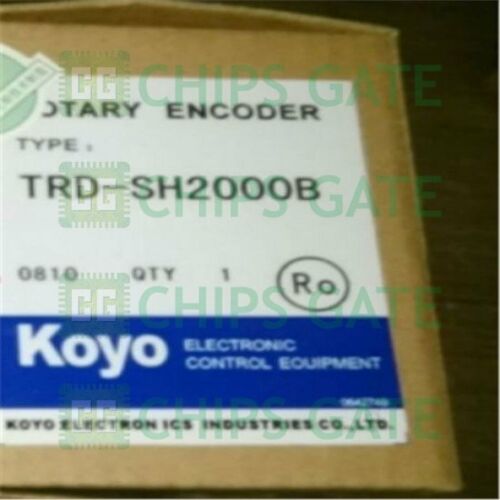 CHIPS GATE
OTARY ENCODER
TYPE:
TRD-SH2000B
CHIPS GATE
0810 QTY 1
Ro
CHIPS GATE
Koyo
ELECTRONIC
CONTROL EQUIPMENT
KOYO ELECTRONICS INDUSTRIES CO.,LTD.
CHIPS GATE